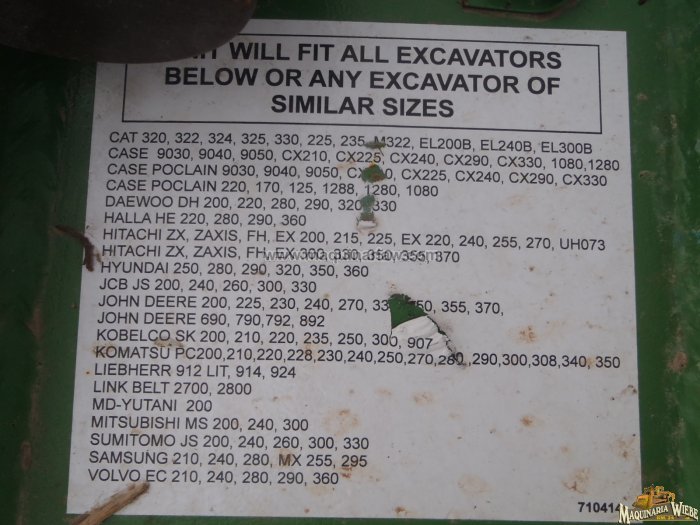 WILL FIT ALL EXCAVATORS
BELOW OR ANY EXCAVATOR OF
SIMILAR SIZES
CAT 320, 322, 324, 325, 330, 225, 235, M322, EL200B, EL240B, EL300B
CASE 9030, 9040, 9050, CX210, CX225, CX240, CX290, CX330, 1080,1280
CASE POCLAIN 9030, 9040, 9050, CX225, CX240, CX290, CX330
CASE POCLAIN 220, 170, 125, 1288, 1280, 1080
DAEWOO DH 200, 220, 280, 290, 320, 330
HALLA HE 220, 280, 290, 360
HITACHI ZX, ZAXIS, FH, EX 200, 215, 225, EX 220, 240, 255, 270, UH073
HITACHI ZX, ZAXIS, FH, EX 300, 330, 350, 355, 370
HYUNDAI 250, 280, 290, 320, 350, 360
JCB JS 200, 240, 260, 300, 330
JOHN DEERE 200, 225, 230, 240, 270, 355, 370,
JOHN DEERE 690, 790,792, 892
KOBELCO SK 200, 210, 220, 235, 250, 300, 907
KOMATSU PC200,210,220,228,230,240,250,270,280,290,300,308,340, 350
LIEBHERR 912 LIT, 914, 924
LINK BELT 2700, 2800
MD-YUTANI 200
MITSUBISHI MS 200, 240, 300
SUMITOMO JS 200, 240, 260, 300, 330
SAMSUNG 210, 240, 280, MX 255, 295
VOLVO EC 210, 240, 280, 290, 360
710414
MAQUINARIA WIEBE